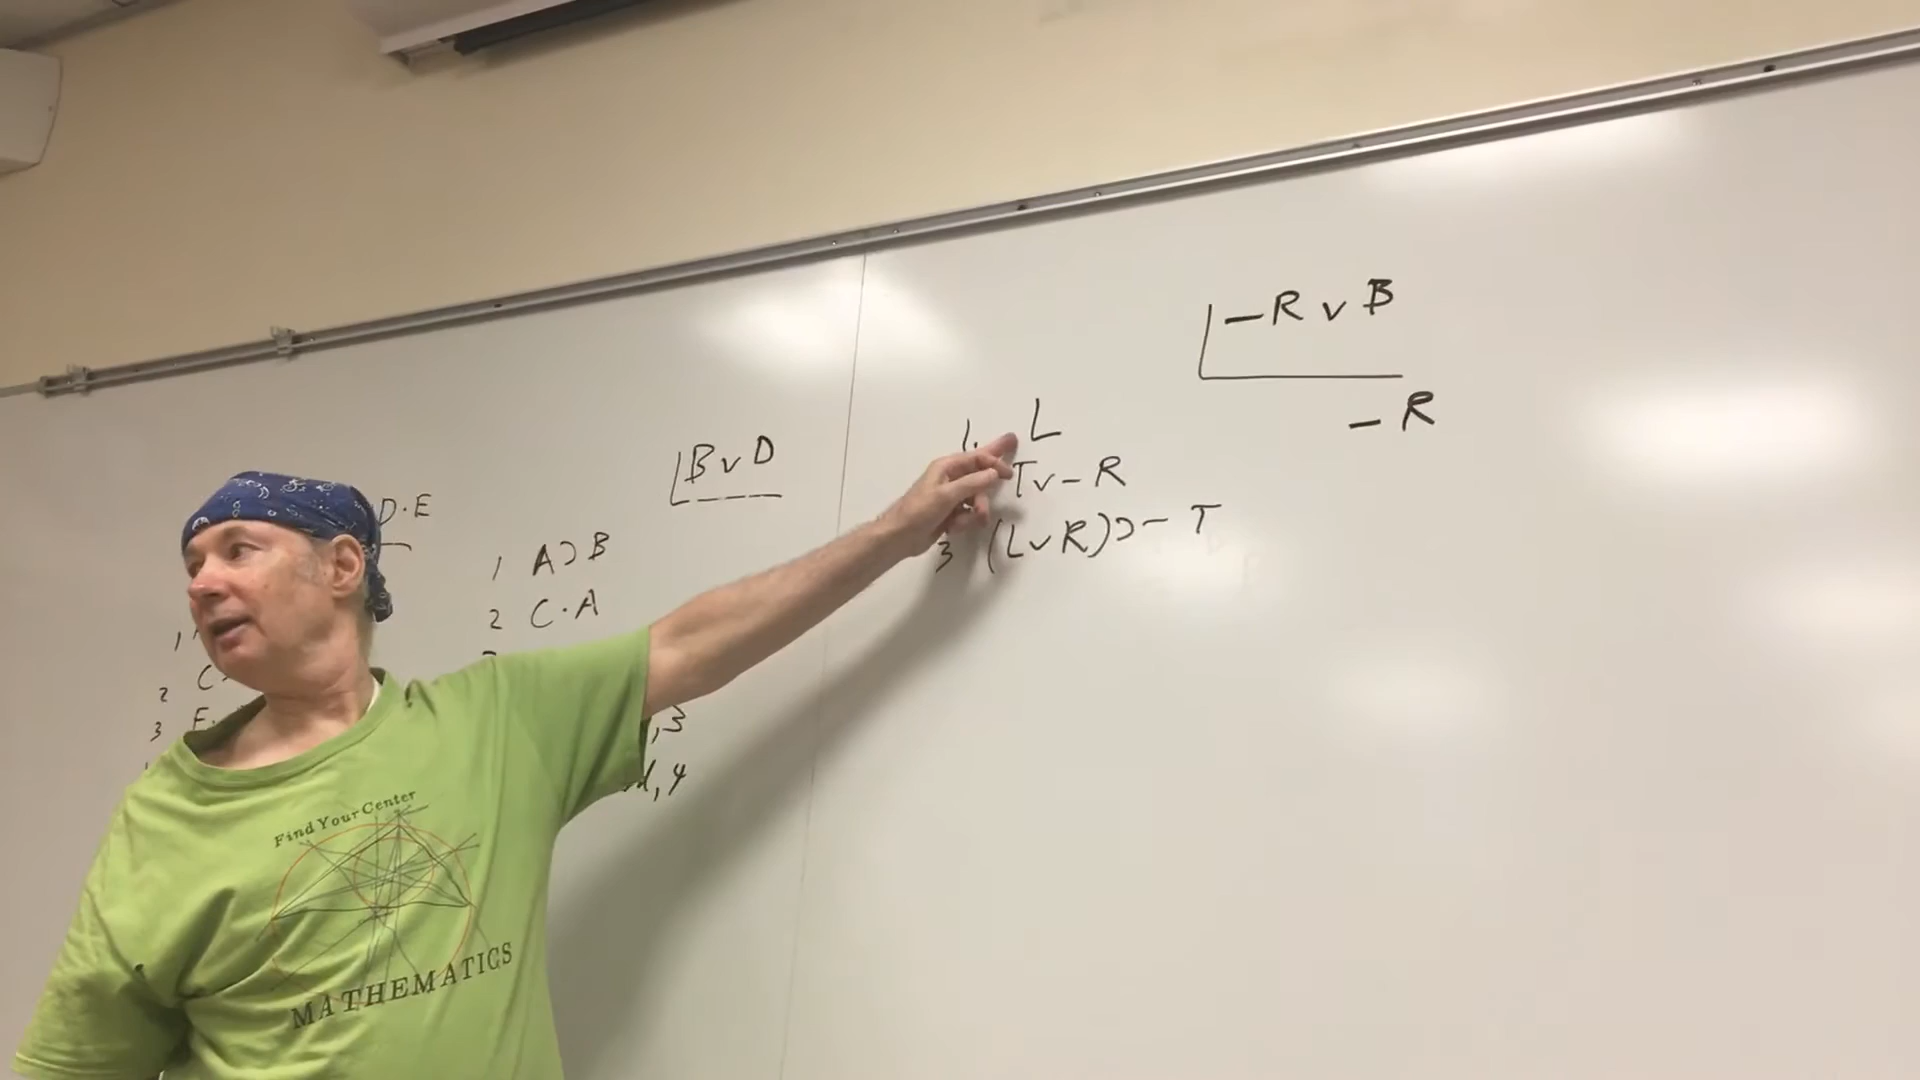 D·E
1
2 C
3 E
B v D
1 A ⊃ B
2 C·A
,3
,4
– R v B
– R
1. L
T v – R
3 (L v R) ⊃ – T
Find Your Center
MATHEMATICS